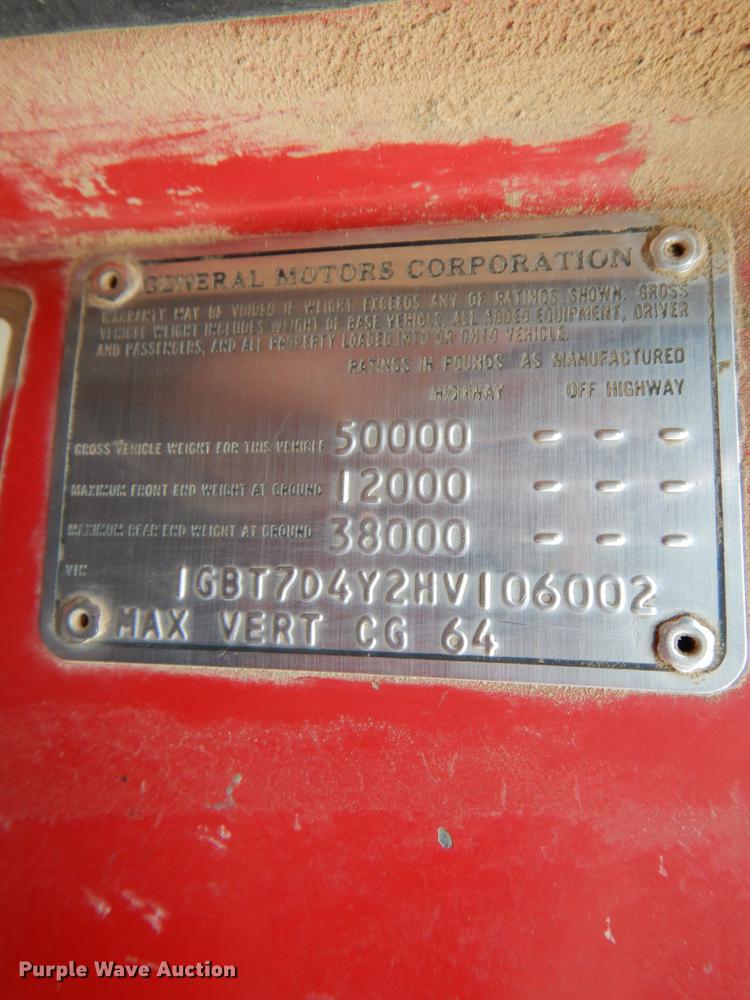 GENERAL MOTORS CORPORATION
WARRANTY MAY BE VOIDED IF WEIGHT EXCEEDS ANY OF RATINGS SHOWN. GROSS
VEHICLE WEIGHT INCLUDES WEIGHT OF BASE VEHICLE, ALL ADDED EQUIPMENT, DRIVER
AND PASSENGERS, AND ALL PROPERTY LOADED INTO OR ONTO VEHICLE.
RATINGS IN POUNDS AS MANUFACTURED
HIGHWAY OFF HIGHWAY
GROSS VEHICLE WEIGHT FOR THIS VEHICLE 50000 - - -
MAXIMUM FRONT END WEIGHT AT GROUND 12000 - - -
MAXIMUM REAR END WEIGHT AT GROUND 38000 - - -
VIN 1GBT7D4Y2HV106002
MAX VERT CG 64
Purple Wave Auction